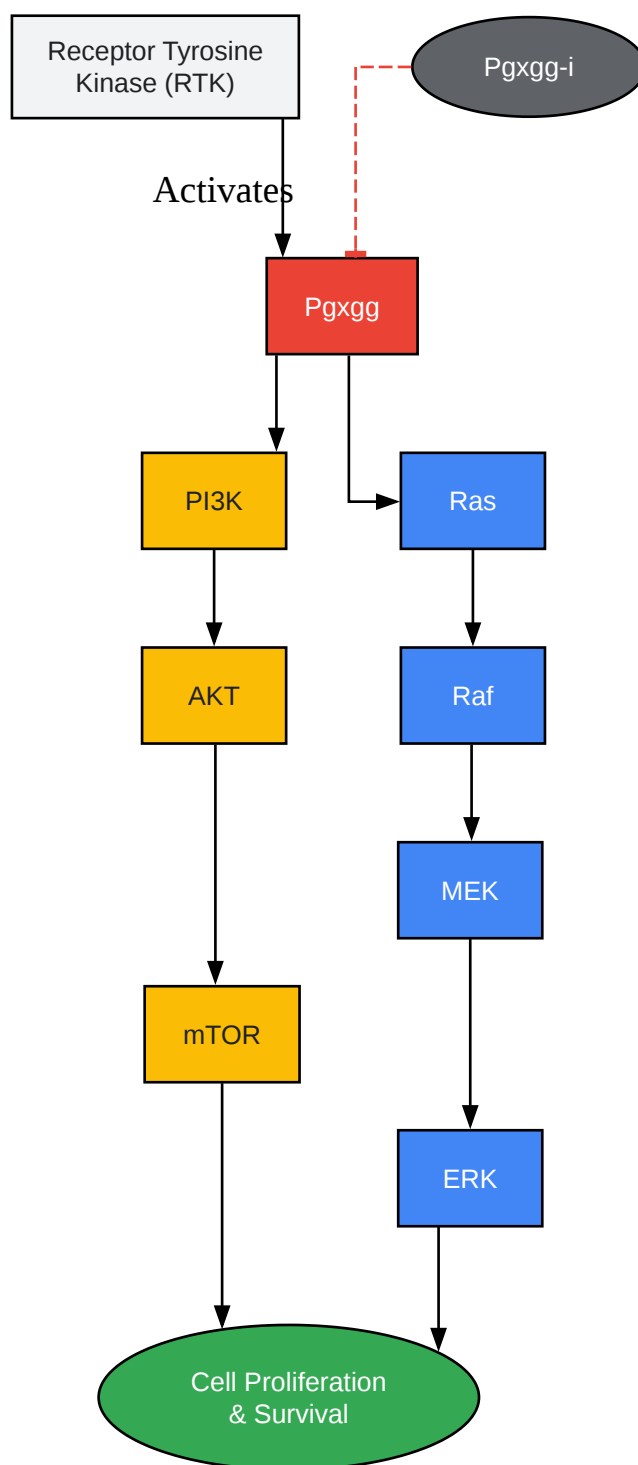 Receptor Tyrosine
Kinase (RTK)
Pgxgg-i
Activates
Pgxgg
PI3K
Ras
AKT
Raf
MEK
mTOR
ERK
Cell Proliferation
& Survival